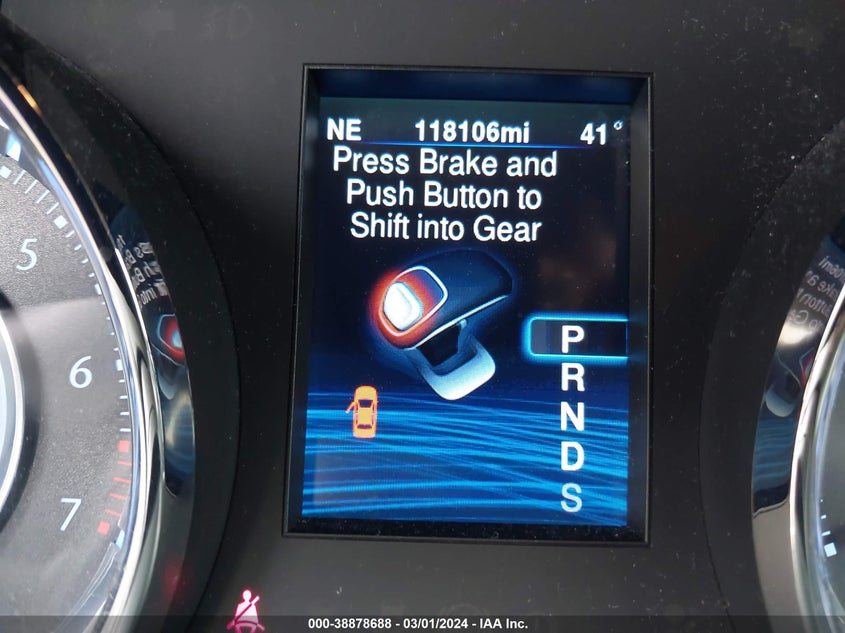 NE 118106mi 41°
Press Brake and
Push Button to
Shift into Gear
P
R
N
D
S
5
6
7
000-38878688 - 03/01/2024 - IAA Inc.